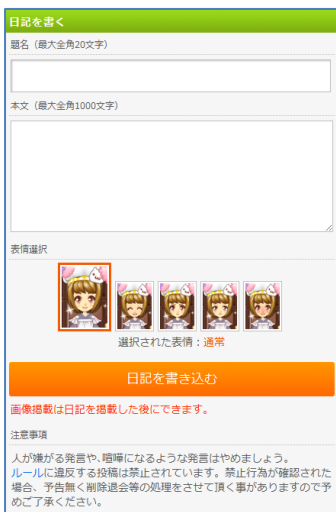 日記を書く
題名（最大全角20文字）
本文（最大全角1000文字）
表情選択
選択された表情：通常
日記を書き込む
画像掲載は日記を掲載した後にできます。
注意事項
人が嫌がる発言や、喧嘩になるような発言はやめましょう。
ルールに違反する投稿は禁止されています。禁止行為が確認された
場合、予告無く削除退会等の処理をさせて頂く事がありますので予
めご了承ください。